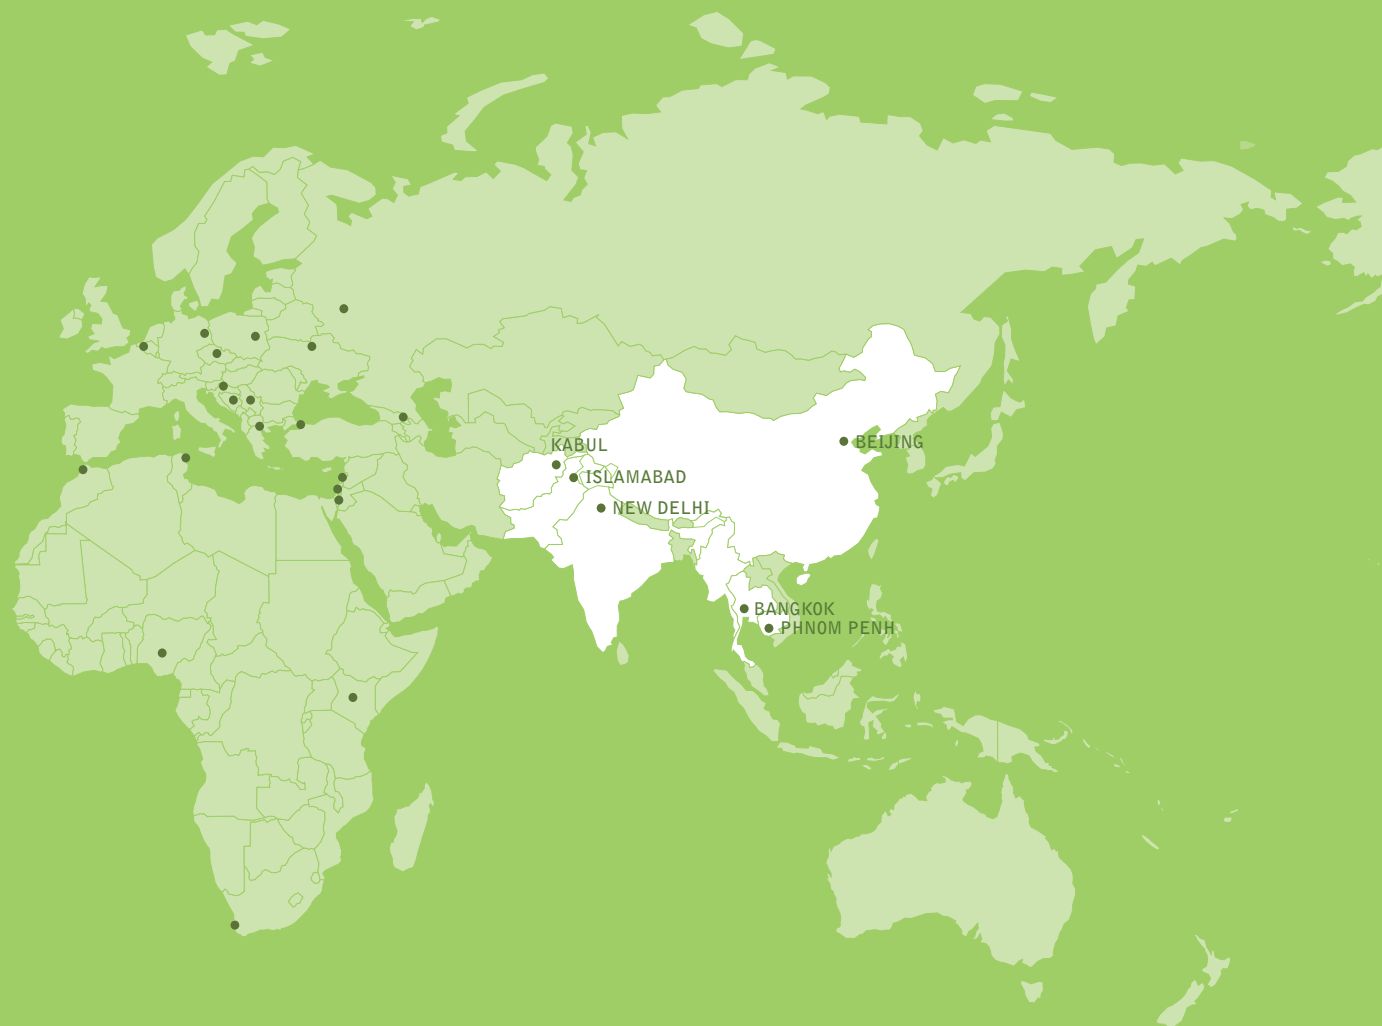 BEIJING
KABUL
ISLAMABAD
NEW DELHI
BANGKOK
PHNOM PENH